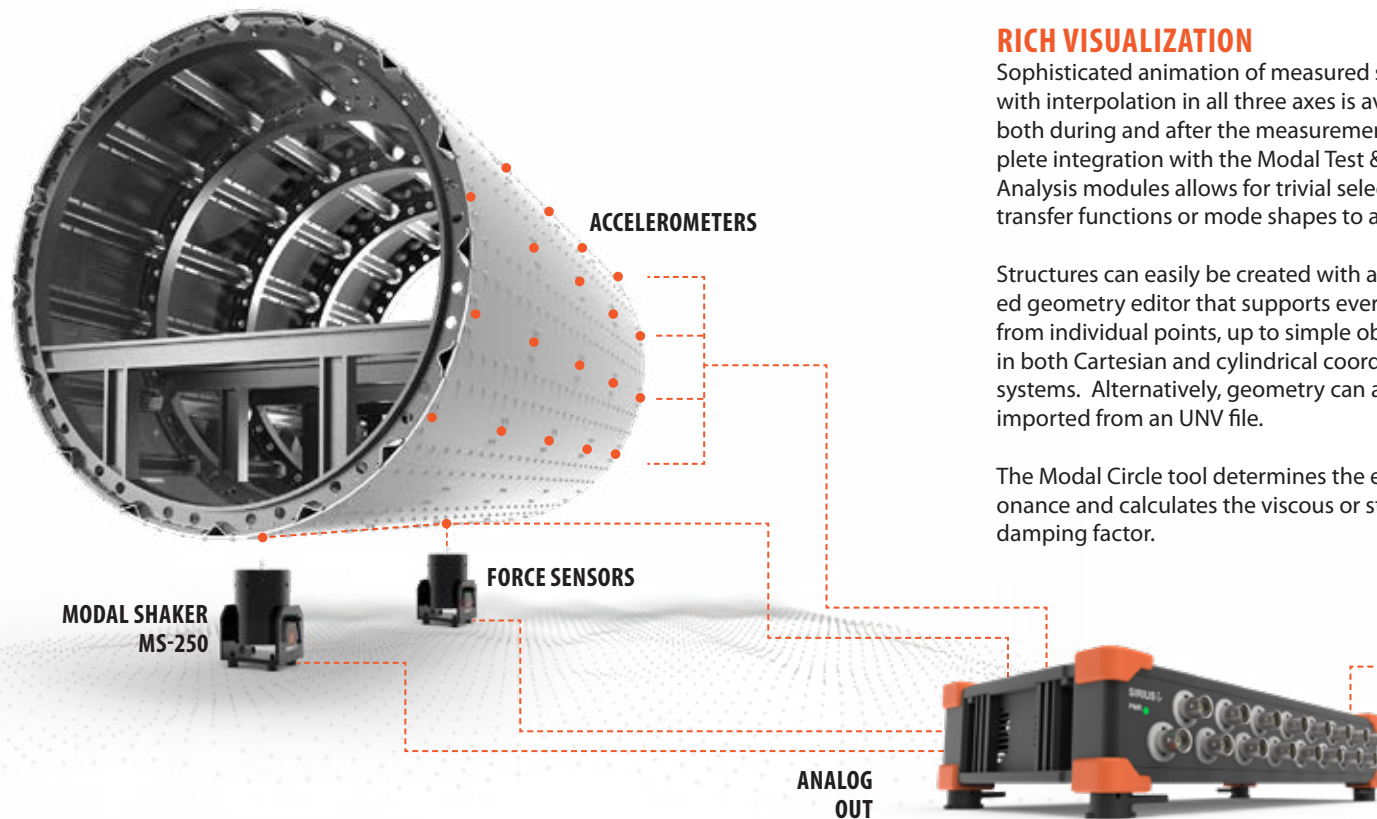 RICH VISUALIZATION
Sophisticated animation of measured
with interpolation in all three axes is
both during and after the measuremen
plete integration with the Modal Test &
Analysis modules allows for trivial selec
transfer functions or mode shapes to a
Structures can easily be created with a
ed geometry editor that supports ever
from individual points, up to simple ob
in both Cartesian and cylindrical coord
systems. Alternatively, geometry can a
imported from an UNV file.
The Modal Circle tool determines the e
onance and calculates the viscous or st
damping factor.
ACCELEROMETERS
FORCE SENSORS
MODAL SHAKER
MS-250
SIRIUS
PWR
ANALOG
OUT